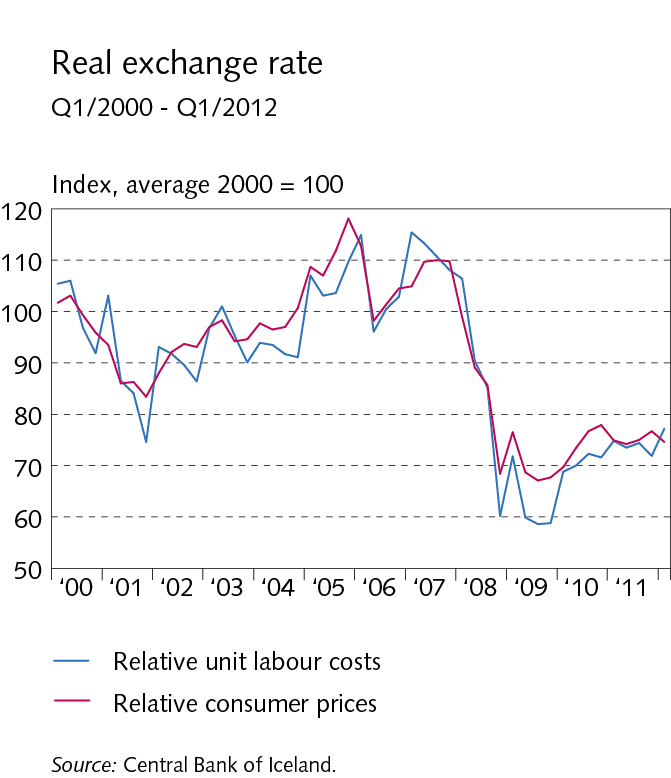 Real exchange rate
Q1/2000 - Q1/2012
Index, average 2000 = 100
120
110
100
90
80
70
60
50
‘00 ‘01 ‘02 ‘03 ‘04 ‘05 ‘06 ‘07 ‘08 ‘09 ‘10 ‘11
Relative unit labour costs
Relative consumer prices
Source: Central Bank of Iceland.